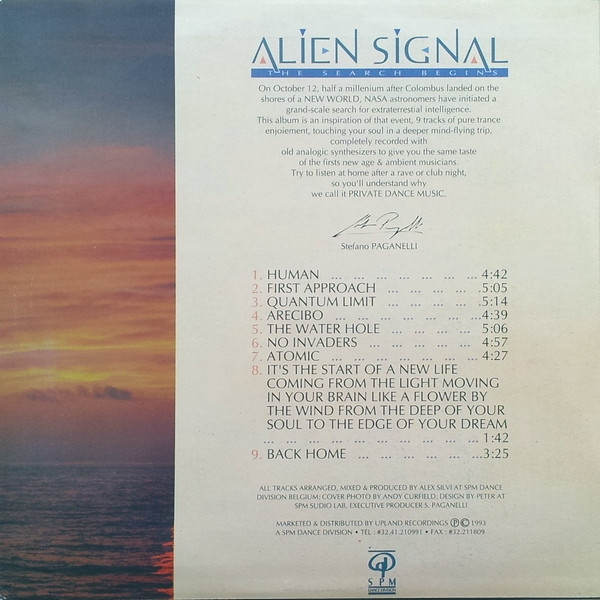 ALIEN SIGNAL
THE SEARCH BEGINS
On October 12, half a millenium after Colombus landed on the
shores of a NEW WORLD, NASA astronomers have initiated a
grand-scale search for extraterrestial intelligence.
This album is an inspiration of that event, 9 tracks of pure trance
enjoiement, touching your soul in a deeper mind-flying trip,
completely recorded with
old analogic synthesizers to give you the same taste
of the firsts new age & ambient musicians.
Try to listen at home after a rave or club night,
so you'll understand why
we call it PRIVATE DANCE MUSIC.
Stefano PAGANELLI
1. HUMAN ... ... ... ... ... ... ...4:42
2. FIRST APPROACH ... ... ... ... .5:05
3. QUANTUM LIMIT ... ... ... ... .5:14
4. ARECIBO ... ... ... ... ... ...4:39
5. THE WATER HOLE ... ... ... ... 5:06
6. NO INVADERS ... ... ... ... ... 4:57
7. ATOMIC ... ... ... ... ... ... 4:27
8. IT'S THE START OF A NEW LIFE
COMING FROM THE LIGHT MOVING
IN YOUR BRAIN LIKE A FLOWER BY
THE WIND FROM THE DEEP OF YOUR
SOUL TO THE EDGE OF YOUR DREAM
... ... ... ... ... ... ... ... 1:42
9. BACK HOME ... ... ... ... ...3:25
ALL TRACKS ARRANGED, MIXED & PRODUCED BY ALEX SILVI AT SPM DANCE
DIVISION BELGIUM; COVER PHOTO BY ANDY CURFIELD; DESIGN BY PETER AT
SPM SUDIO LAB. EXECUTIVE PRODUCER S. PAGANELLI
MARKETED & DISTRIBUTED BY UPLAND RECORDINGS ℗ © 1993
A SPM DANCE DIVISION • TEL : #32.41.210991 • FAX : #32.211809
SPM
DANCE DIVISION